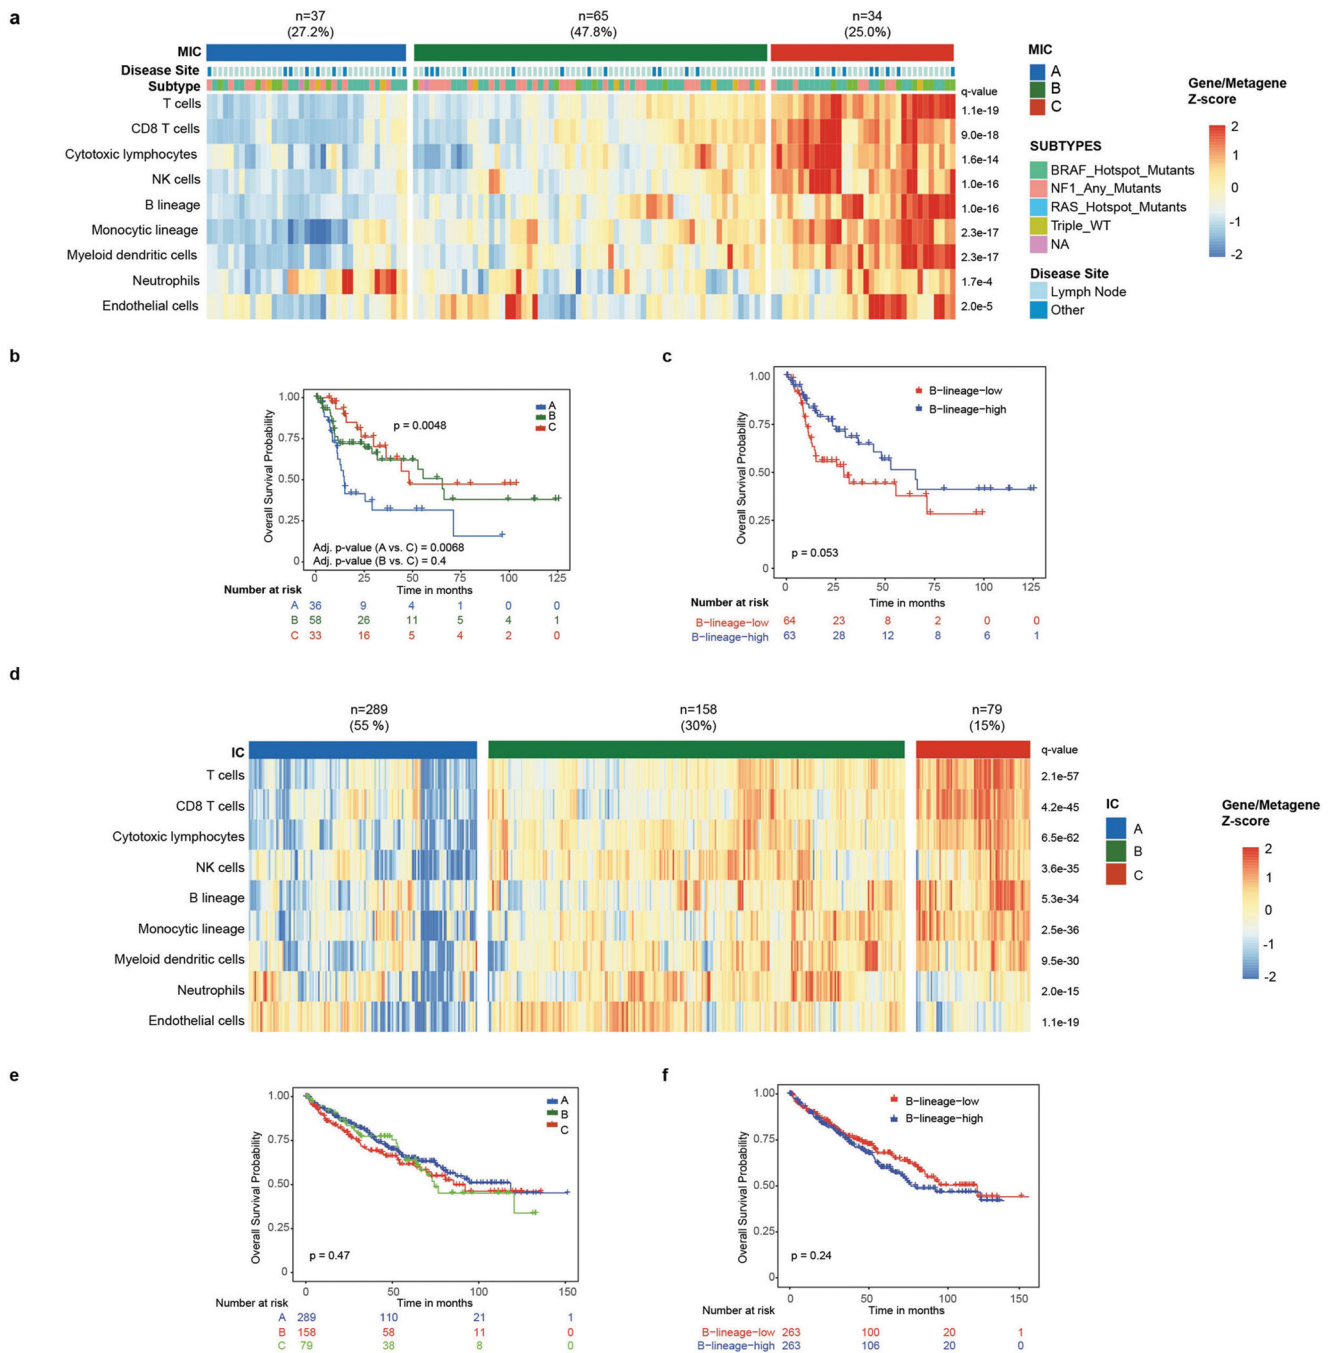 a
n=37
(27.2%)
n=65
(47.8%)
n=34
(25.0%)
MIC
Disease Site
Subtype
q-value
T cells 1.1e-19
CD8 T cells 9.0e-18
Cytotoxic lymphocytes 1.6e-14
NK cells 1.0e-16
B lineage 1.0e-16
Monocytic lineage 2.3e-17
Myeloid dendritic cells 2.3e-17
Neutrophils 1.7e-4
Endothelial cells 2.0e-5
MIC
A
B
C
SUBTYPES
BRAF_Hotspot_Mutants
NF1_Any_Mutants
RAS_Hotspot_Mutants
Triple_WT
NA
Disease Site
Lymph Node
Other
Gene/Metagene
Z-score
2
1
0
-1
-2
b
Overall Survival Probability
1.00
0.75
0.50
0.25
0
p = 0.0048
A
B
C
Adj. p-value (A vs. C) = 0.0068
Adj. p-value (B vs. C) = 0.4
0 25 50 75 100 125
Number at risk
Time in months
A 36 9 4 1 0 0
B 58 26 11 5 4 1
C 33 16 5 4 2 0
c
Overall Survival Probability
1.00
0.75
0.50
0.25
0
B-lineage-low
B-lineage-high
p = 0.053
0 25 50 75 100 125
Number at risk
Time in months
B-lineage-low 64 23 8 2 0 0
B-lineage-high 63 28 12 8 6 1
d
n=289
(55 %)
n=158
(30%)
n=79
(15%)
IC
q-value
T cells 2.1e-57
CD8 T cells 4.2e-45
Cytotoxic lymphocytes 6.5e-62
NK cells 3.6e-35
B lineage 5.3e-34
Monocytic lineage 2.5e-36
Myeloid dendritic cells 9.5e-30
Neutrophils 2.0e-15
Endothelial cells 1.1e-19
IC
A
B
C
Gene/Metagene
Z-score
2
1
0
-1
-2
e
Overall Survival Probability
1.00
0.75
0.50
0.25
0
A
B
C
p = 0.47
0 50 100 150
Number at risk
Time in months
A 289 110 21 1
B 158 58 11 0
C 79 38 8 0
f
Overall Survival Probability
1.00
0.75
0.50
0.25
0
B-lineage-low
B-lineage-high
p = 0.24
0 50 100 150
Time in months
Number at risk
B-lineage-low 263 100 20 1
B-lineage-high 263 106 20 0